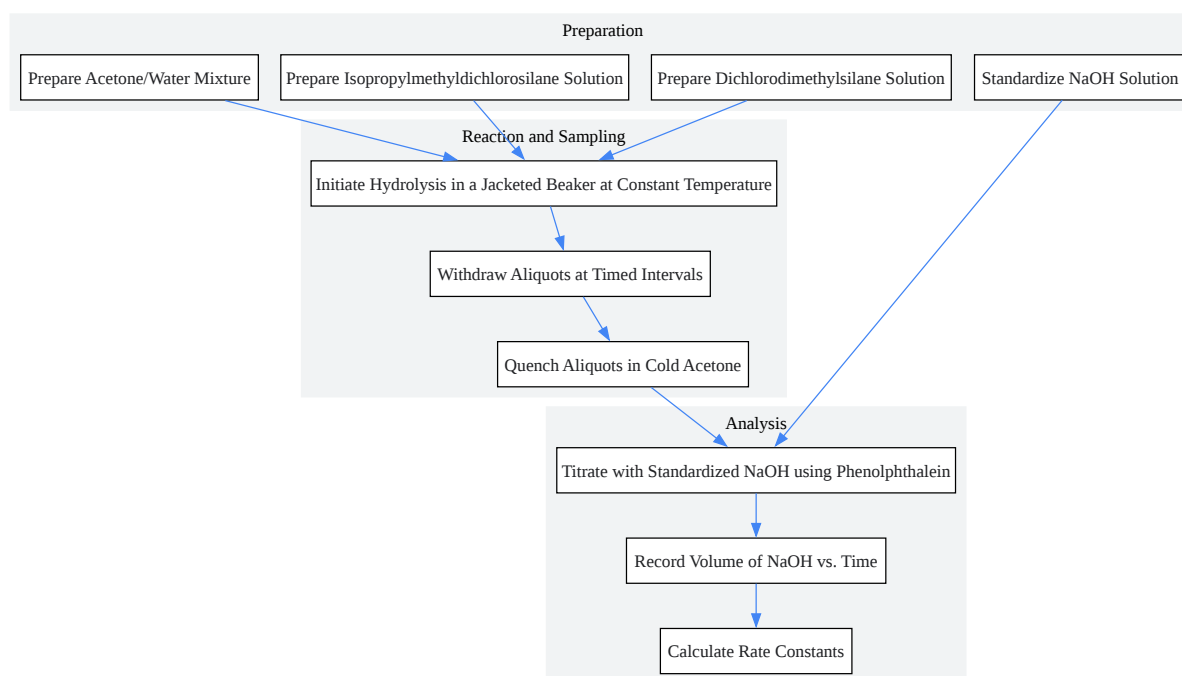 Preparation
Prepare Acetone/Water Mixture
Prepare Isopropylmethyldichlorosilane Solution
Prepare Dichlorodimethylsilane Solution
Standardize NaOH Solution
Reaction and Sampling
Initiate Hydrolysis in a Jacketed Beaker at Constant Temperature
Withdraw Aliquots at Timed Intervals
Quench Aliquots in Cold Acetone
Analysis
Titrate with Standardized NaOH using Phenolphthalein
Record Volume of NaOH vs. Time
Calculate Rate Constants